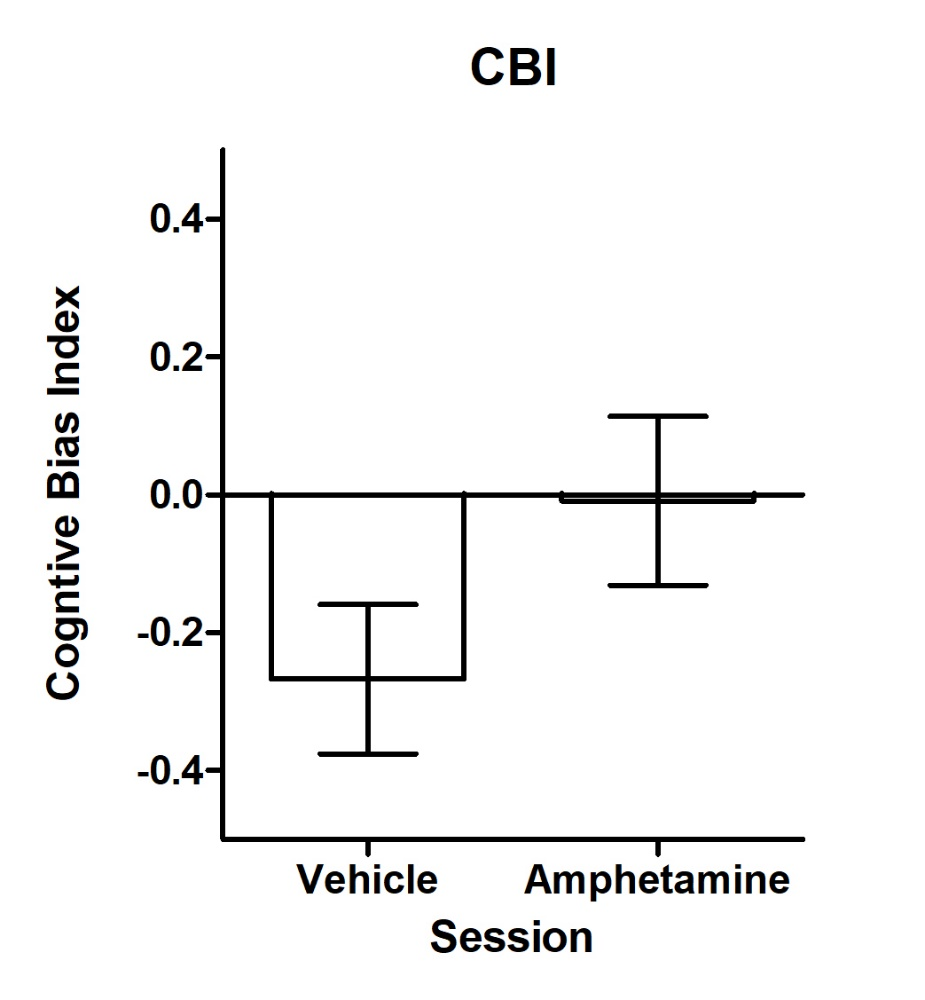 CBI
Cogntive Bias Index
0.4
0.2
0.0
-0.2
-0.4
Vehicle Amphetamine
Session